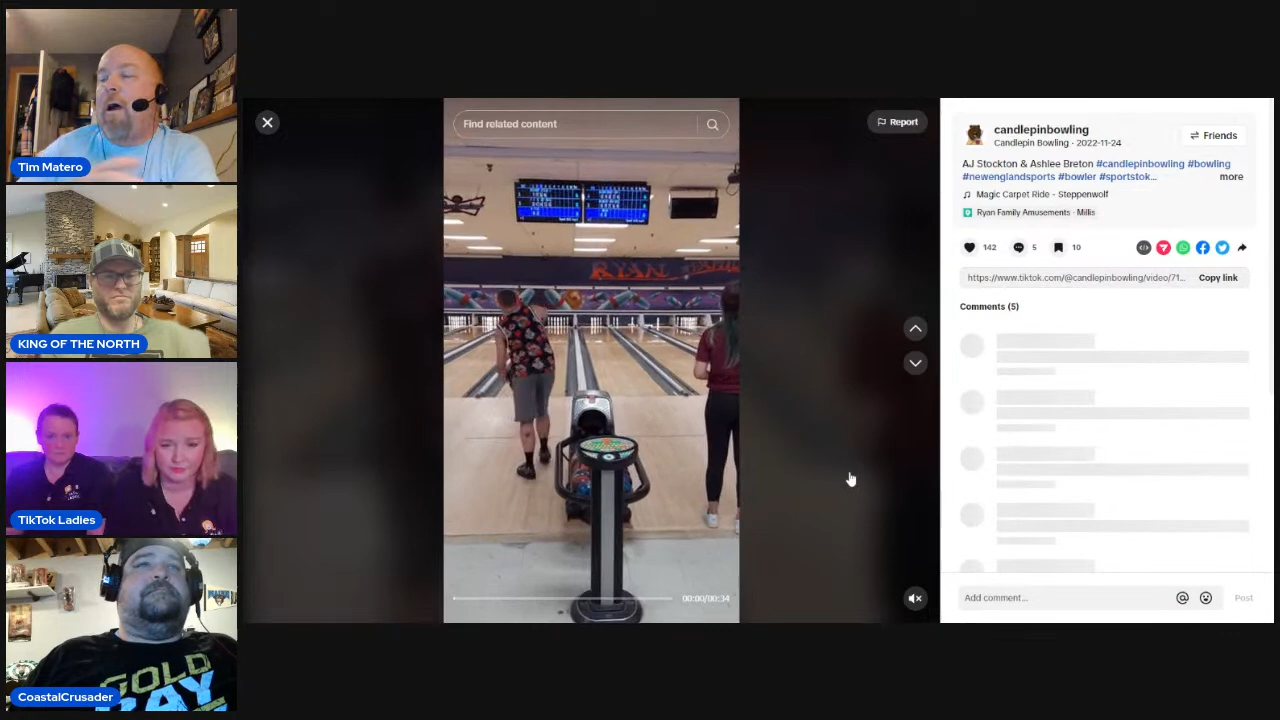 Tim Matero
KING OF THE NORTH
TikTok Ladies
GOLD
CoastalCrusader
Find related content
Report
RYAN
00:00/00:34
candlepinbowling
Candlepin Bowling · 2022-11-24
Friends
AJ Stockton & Ashlee Breton #candlepinbowling #bowling
#newenglandsports #bowler #sportstok...
more
Magic Carpet Ride - Steppenwolf
Ryan Family Amusements · Millis
142
5
10
https://www.tiktok.com/@candlepinbowling/video/71...
Copy link
Comments (5)
Add comment...
Post